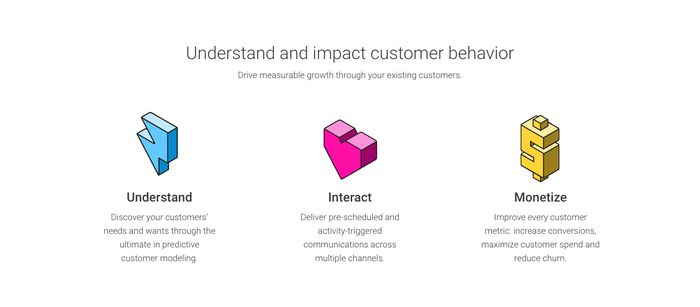 Understand and impact customer behavior
Drive measurable growth through your existing customers.
Understand
Discover your customers'
needs and wants through the
ultimate in predictive
customer modeling.
Interact
Deliver pre-scheduled and
activity-triggered
communications across
multiple channels.
Monetize
Improve every customer
metric: increase conversions,
maximize customer spend and
reduce churn.